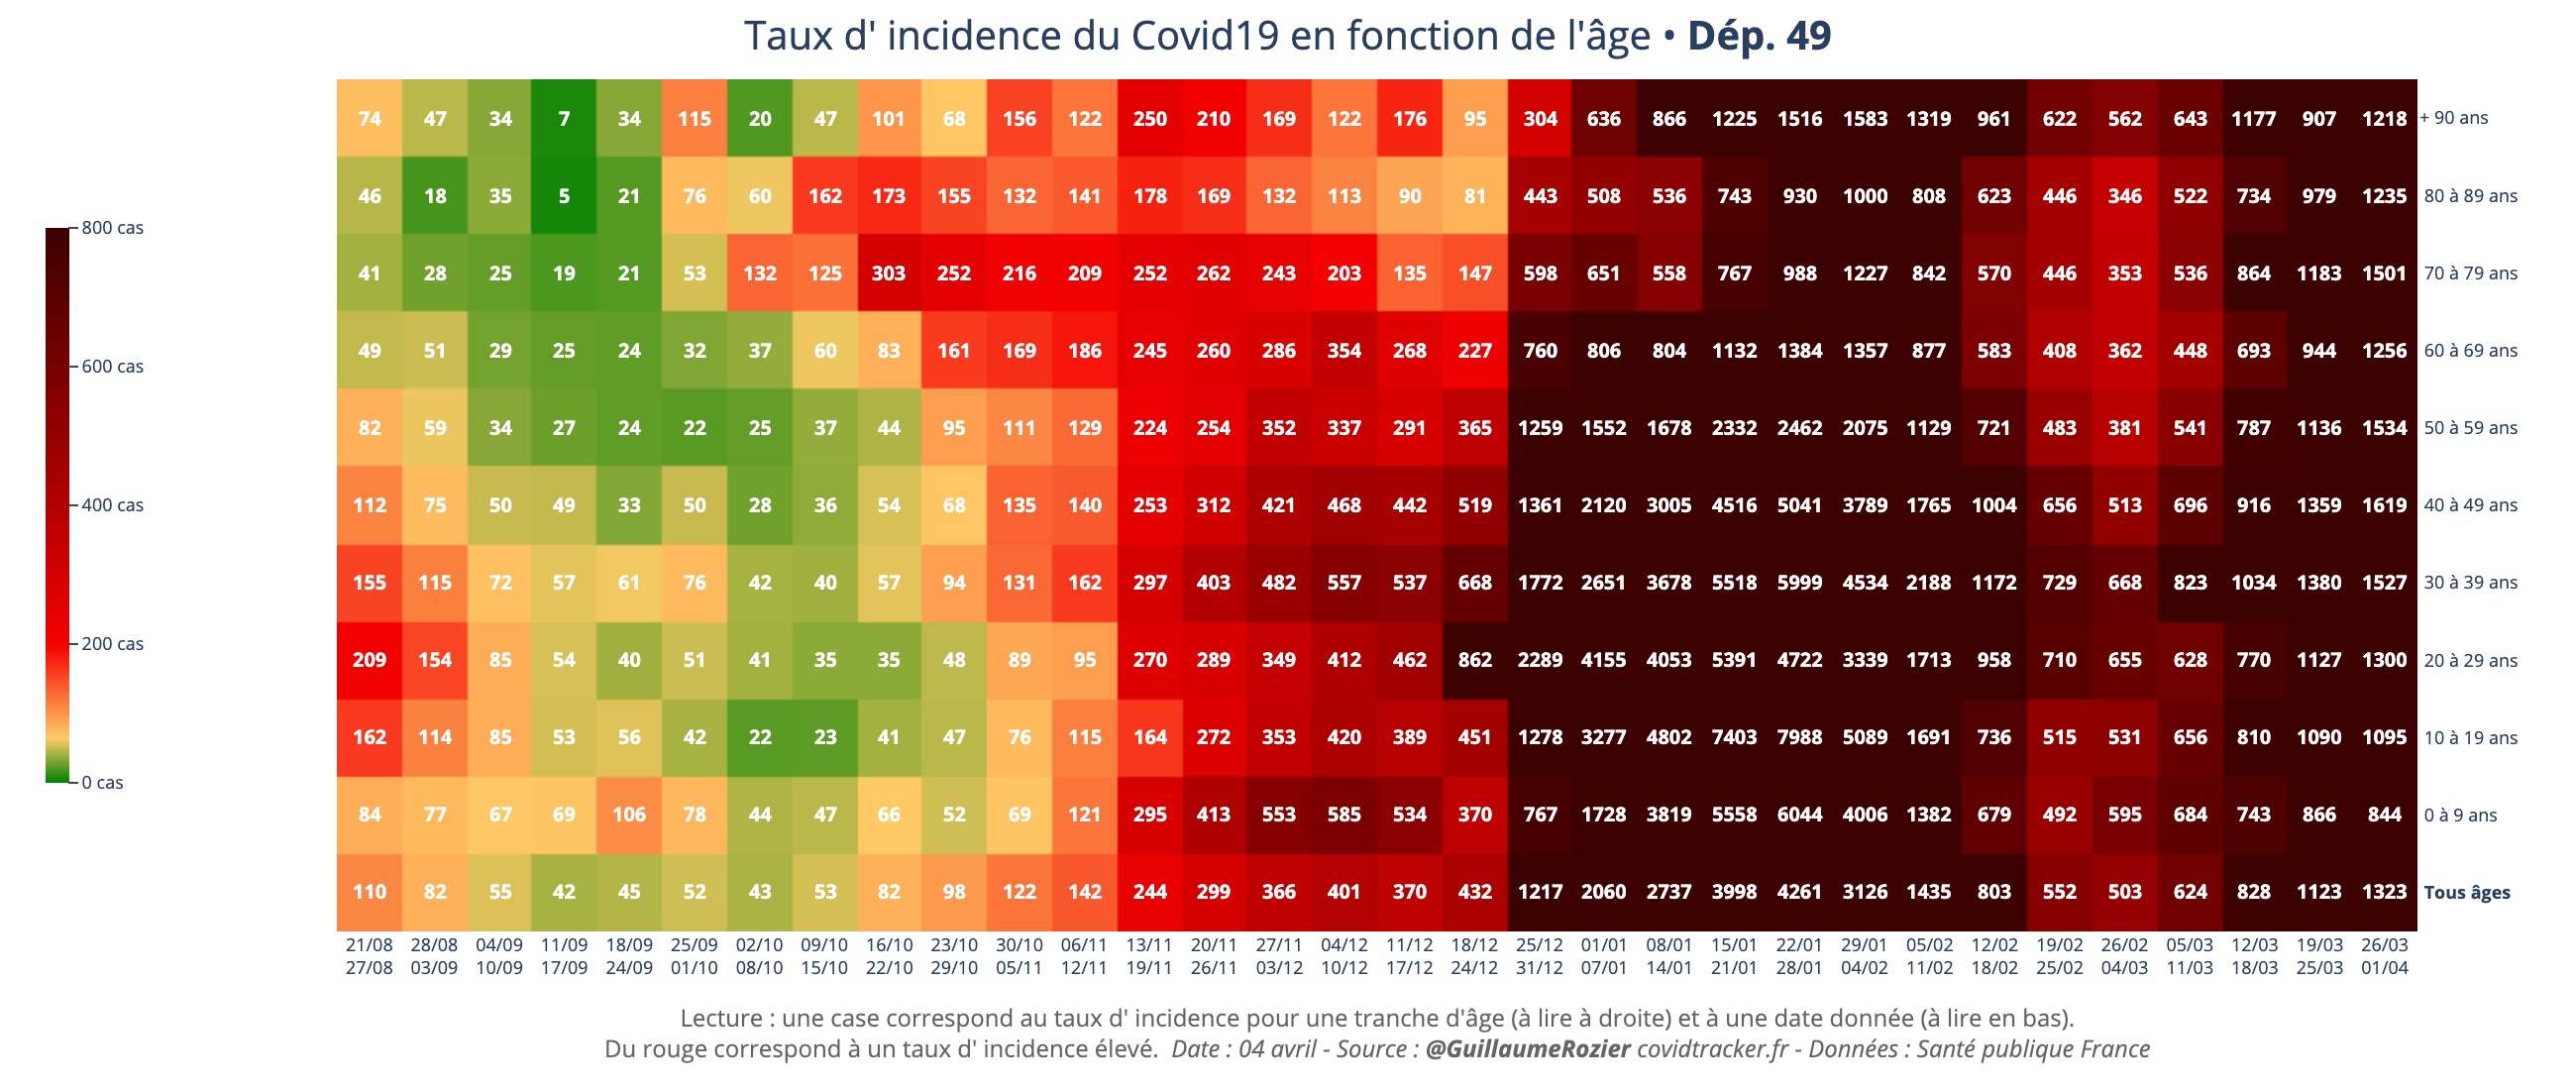 Taux d' incidence du Covid19 en fonction de l'âge • Dép. 49
800 cas
600 cas
400 cas
200 cas
0 cas
74 47 34 7 34 115 20 47 101 68 156 122 250 210 169 122 176 95 304 636 866 1225 1516 1583 1319 961 622 562 643 1177 907 1218 + 90 ans
46 18 35 5 21 76 60 162 173 155 132 141 178 169 132 113 90 81 443 508 536 743 930 1000 808 623 446 346 522 734 979 1235 80 à 89 ans
41 28 25 19 21 53 132 125 303 252 216 209 252 262 243 203 135 147 598 651 558 767 988 1227 842 570 446 353 536 864 1183 1501 70 à 79 ans
49 51 29 25 24 32 37 60 83 161 169 186 245 260 286 354 268 227 760 806 804 1132 1384 1357 877 583 408 362 448 693 944 1256 60 à 69 ans
82 59 34 27 24 22 25 37 44 95 111 129 224 254 352 337 291 365 1259 1552 1678 2332 2462 2075 1129 721 483 381 541 787 1136 1534 50 à 59 ans
112 75 50 49 33 50 28 36 54 68 135 140 253 312 421 468 442 519 1361 2120 3005 4516 5041 3789 1765 1004 656 513 696 916 1359 1619 40 à 49 ans
155 115 72 57 61 76 42 40 57 94 131 162 297 403 482 557 537 668 1772 2651 3678 5518 5999 4534 2188 1172 729 668 823 1034 1380 1527 30 à 39 ans
209 154 85 54 40 51 41 35 35 48 89 95 270 289 349 412 462 862 2289 4155 4053 5391 4722 3339 1713 958 710 655 628 770 1127 1300 20 à 29 ans
162 114 85 53 56 42 22 23 41 47 76 115 164 272 353 420 389 451 1278 3277 4802 7403 7988 5089 1691 736 515 531 656 810 1090 1095 10 à 19 ans
84 77 67 69 106 78 44 47 66 52 69 121 295 413 553 585 534 370 767 1728 3819 5558 6044 4006 1382 679 492 595 684 743 866 844 0 à 9 ans
110 82 55 42 45 52 43 53 82 98 122 142 244 299 366 401 370 432 1217 2060 2737 3998 4261 3126 1435 803 552 503 624 828 1123 1323 Tous âges
21/08 28/08 04/09 11/09 18/09 25/09 02/10 09/10 16/10 23/10 30/10 06/11 13/11 20/11 27/11 04/12 11/12 18/12 25/12 01/01 08/01 15/01 22/01 29/01 05/02 12/02 19/02 26/02 05/03 12/03 19/03 26/03
27/08 03/09 10/09 17/09 24/09 01/10 08/10 15/10 22/10 29/10 05/11 12/11 19/11 26/11 03/12 10/12 17/12 24/12 31/12 07/01 14/01 21/01 28/01 04/02 11/02 18/02 25/02 04/03 11/03 18/03 25/03 01/04
Lecture : une case correspond au taux d' incidence pour une tranche d'âge (à lire à droite) et à une date donnée (à lire en bas).
Du rouge correspond à un taux d' incidence élevé. Date : 04 avril - Source : @GuillaumeRozier covidtracker.fr - Données : Santé publique France